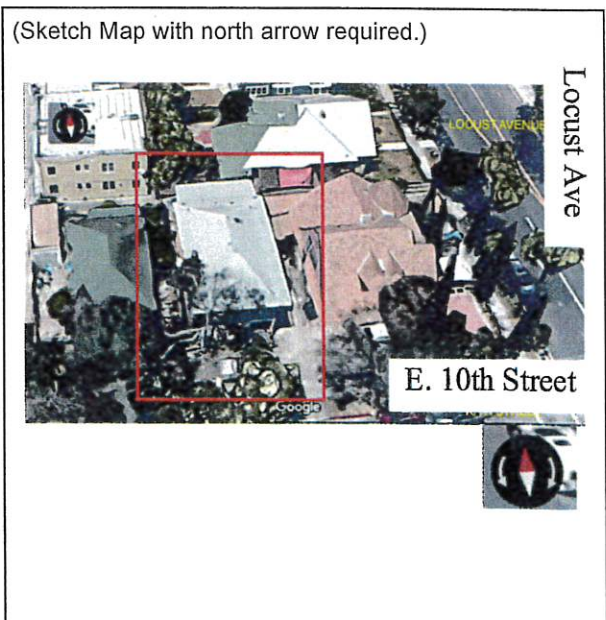 (Sketch Map with north arrow required.)
Locust Ave
LOCUST AVENUE
E. 10th Street
Google